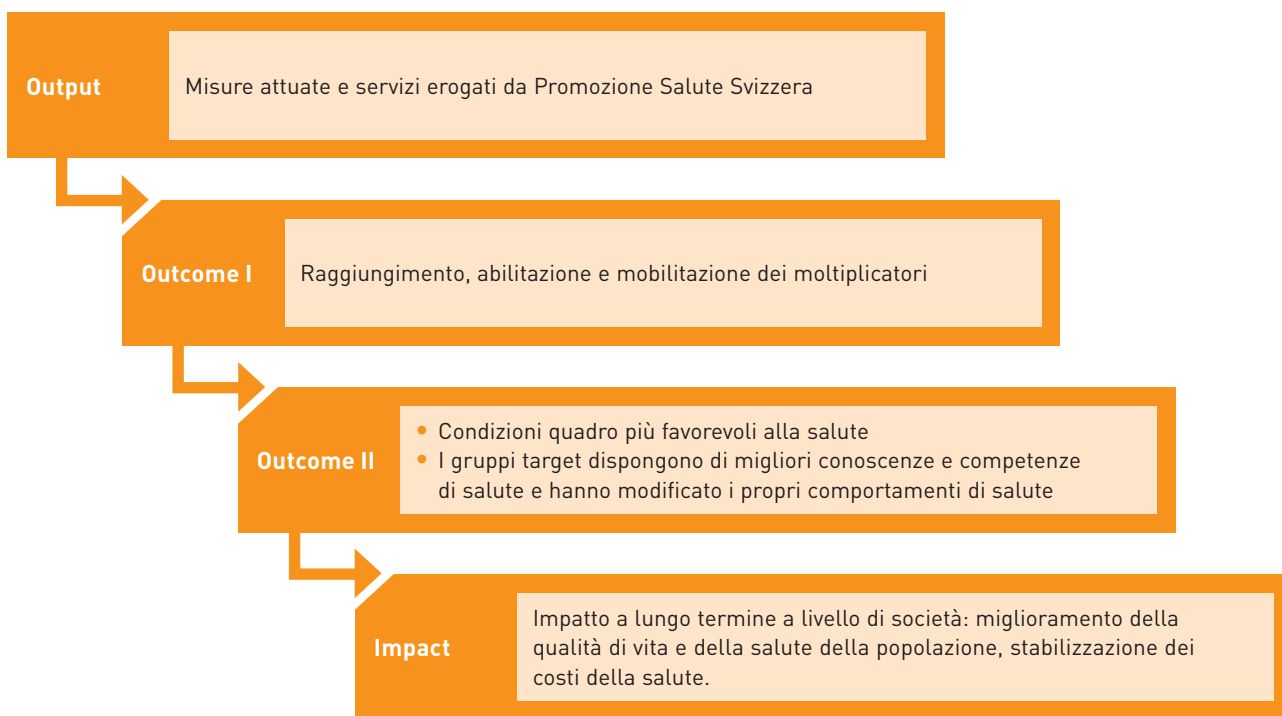 Output
Misure attuate e servizi erogati da Promozione Salute Svizzera
Outcome I
Raggiungimento, abilitazione e mobilitazione dei moltiplicatori
Outcome II
• Condizioni quadro più favorevoli alla salute
• I gruppi target dispongono di migliori conoscenze e competenze
di salute e hanno modificato i propri comportamenti di salute
Impact
Impatto a lungo termine a livello di società: miglioramento della
qualità di vita e della salute della popolazione, stabilizzazione dei
costi della salute.